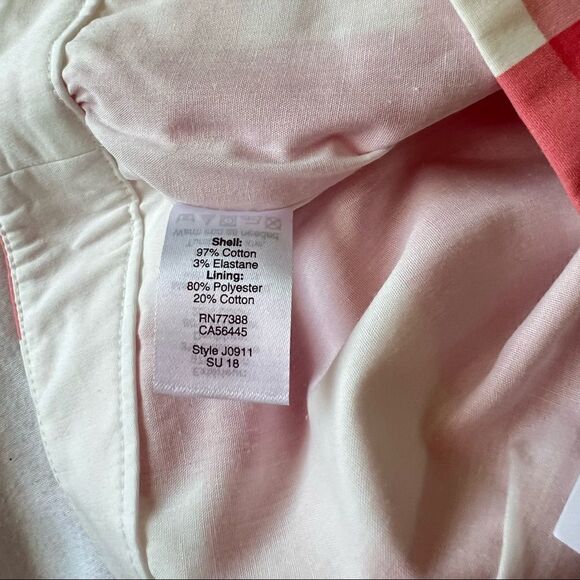 Shell:
97% Cotton
3% Elastane
Lining:
80% Polyester
20% Cotton
RN77388
CA56445
Style J0911
SU 18